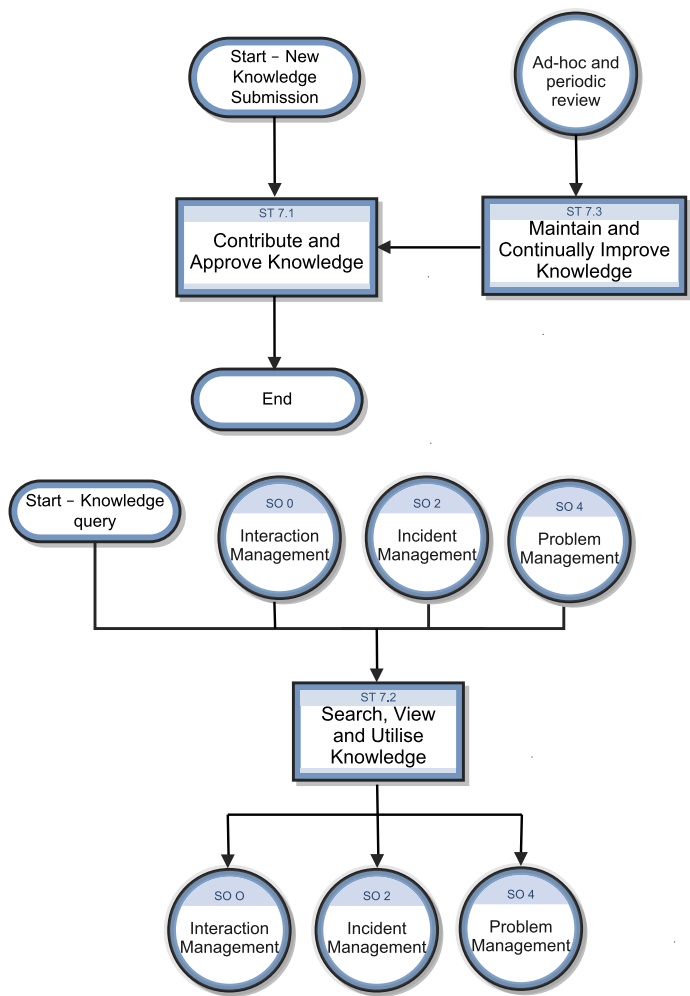 Start – New
Knowledge
Submission
Ad-hoc and
periodic
review
ST 7.1
Contribute and
Approve Knowledge
ST 7.3
Maintain and
Continually Improve
Knowledge
End
Start – Knowledge
query
SO 0
Interaction
Management
SO 2
Incident
Management
SO 4
Problem
Management
ST 7.2
Search, View
and Utilise
Knowledge
SO O
Interaction
Management
SO 2
Incident
Management
SO 4
Problem
Management